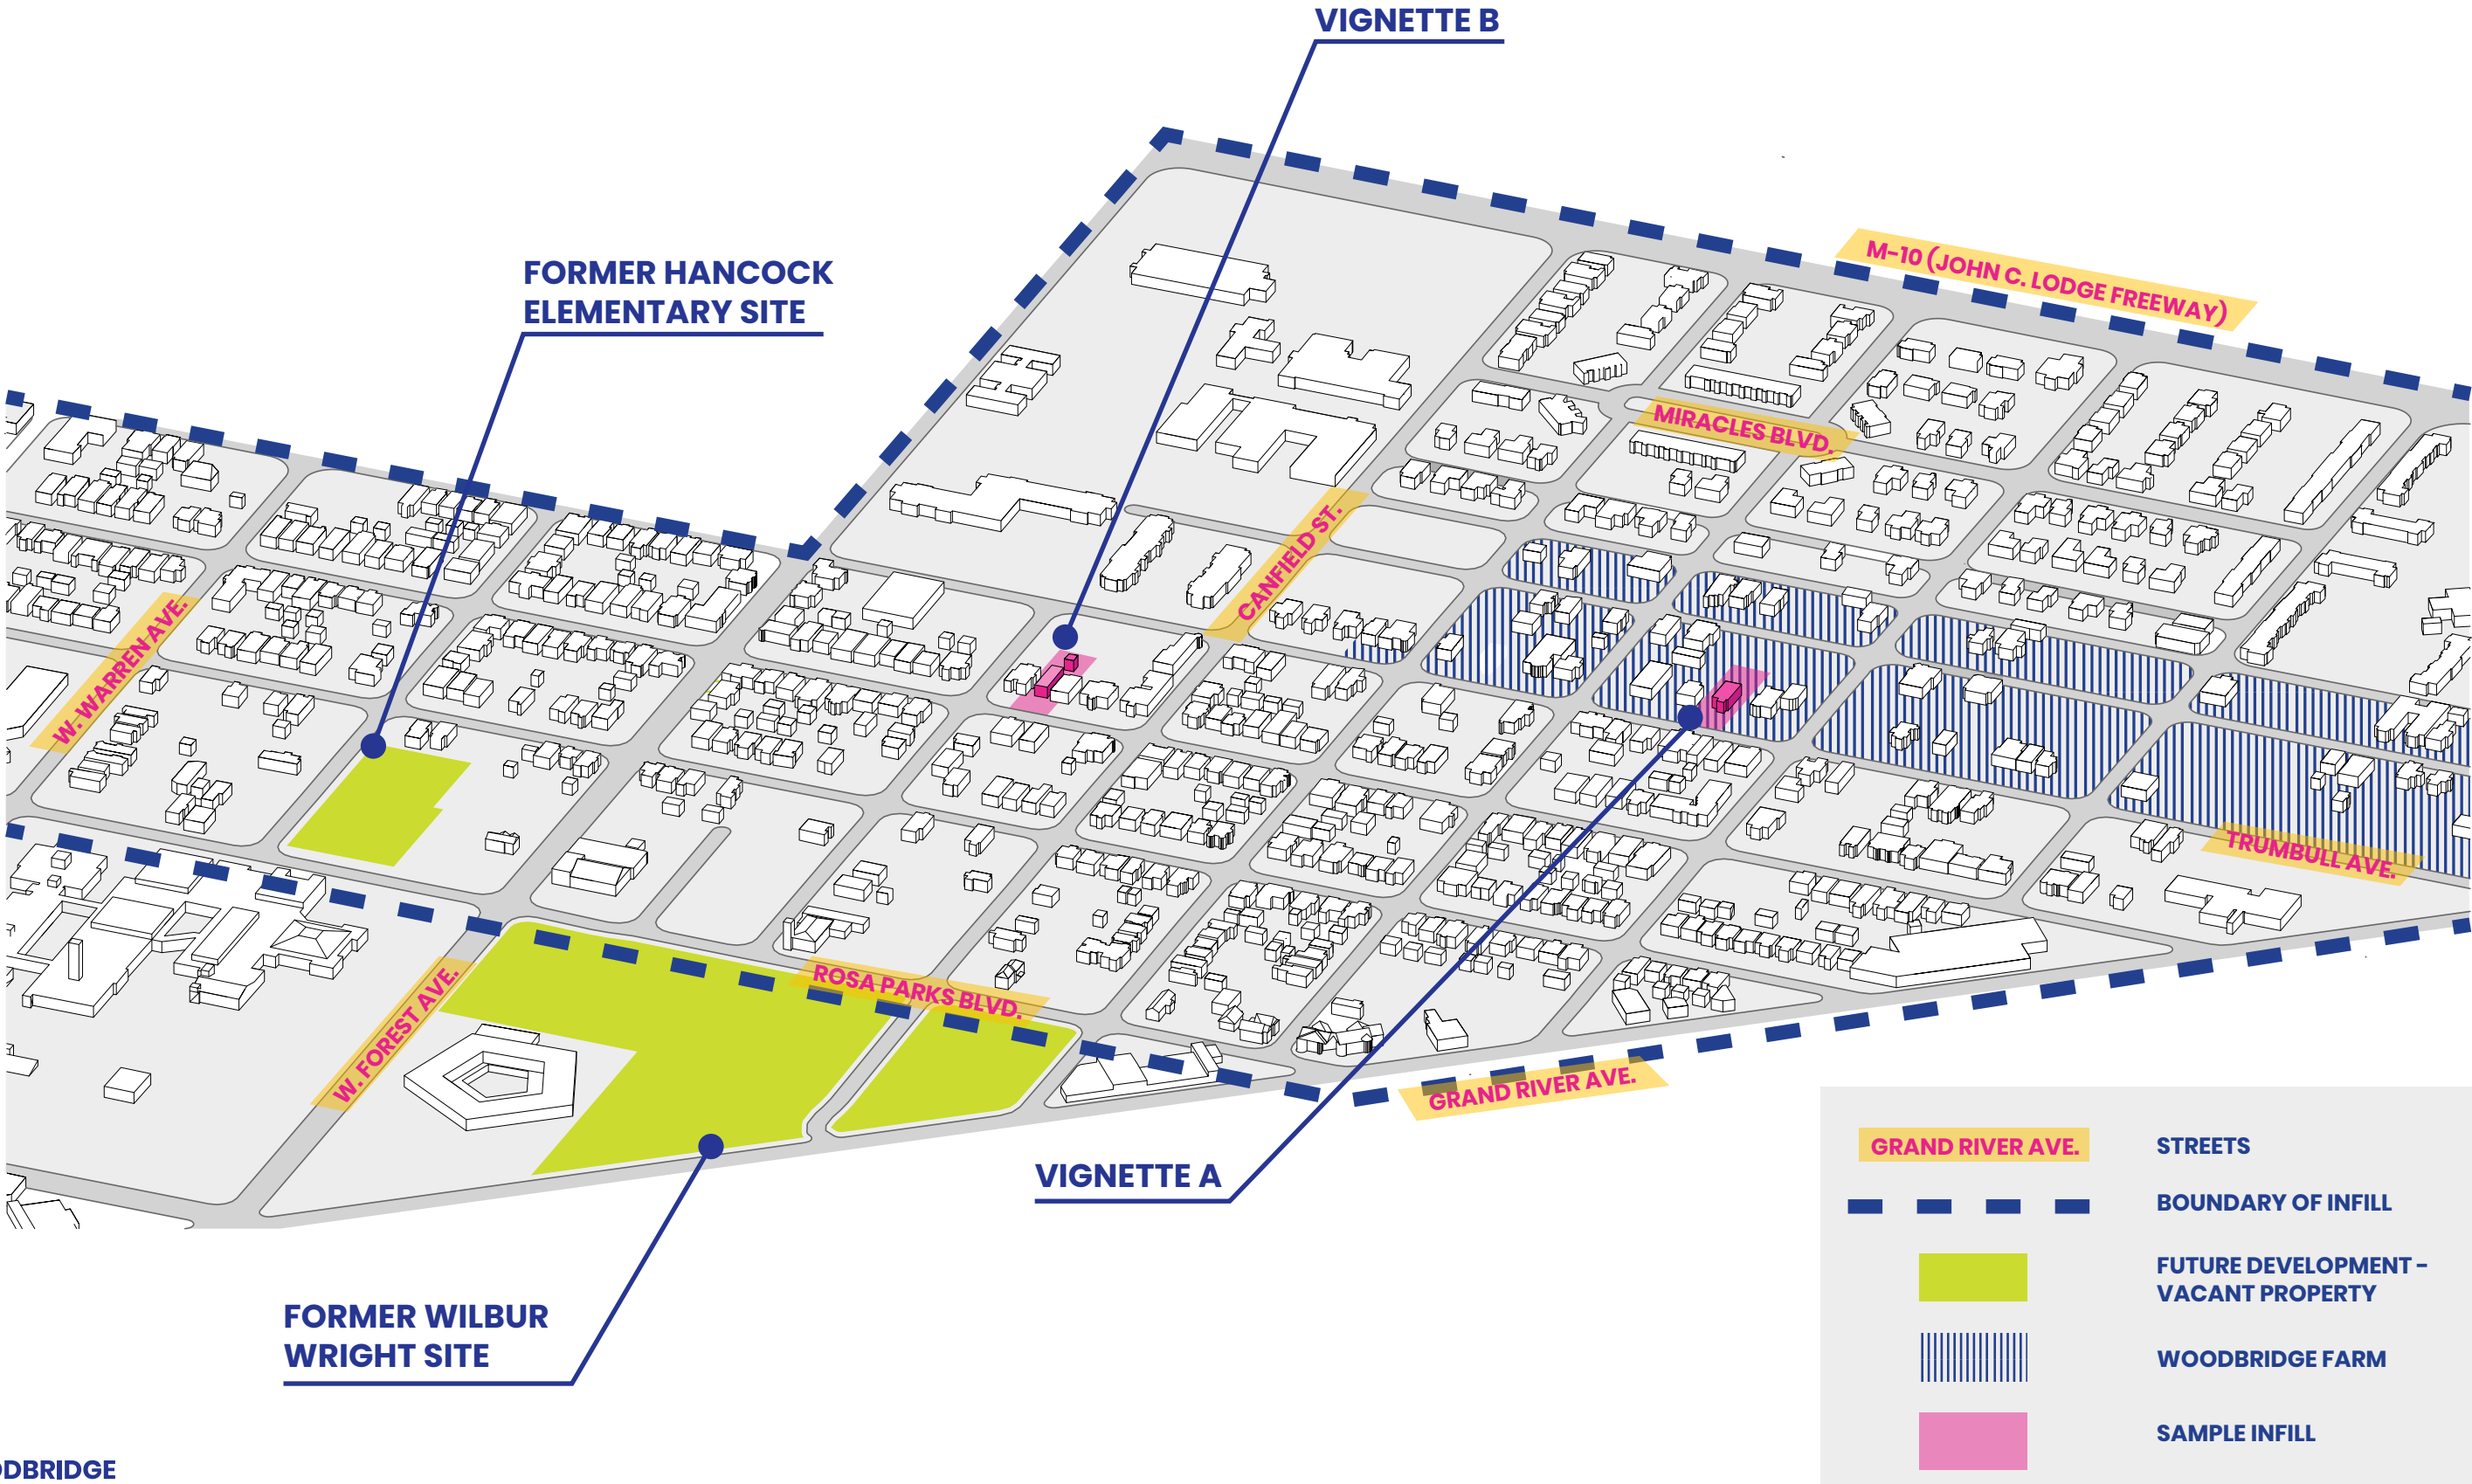 VIGNETTE B
M-10 (JOHN C. LODGE FREEWAY)
FORMER HANCOCK
ELEMENTARY SITE
MIRACLES BLVD.
CANFIELD ST.
W. WARREN AVE.
TRUMBULL AVE.
ROSA PARKS BLVD.
W. FOREST AVE.
GRAND RIVER AVE.
VIGNETTE A
FORMER WILBUR
WRIGHT SITE
GRAND RIVER AVE.
STREETS
BOUNDARY OF INFILL
FUTURE DEVELOPMENT -
VACANT PROPERTY
WOODBRIDGE FARM
SAMPLE INFILL